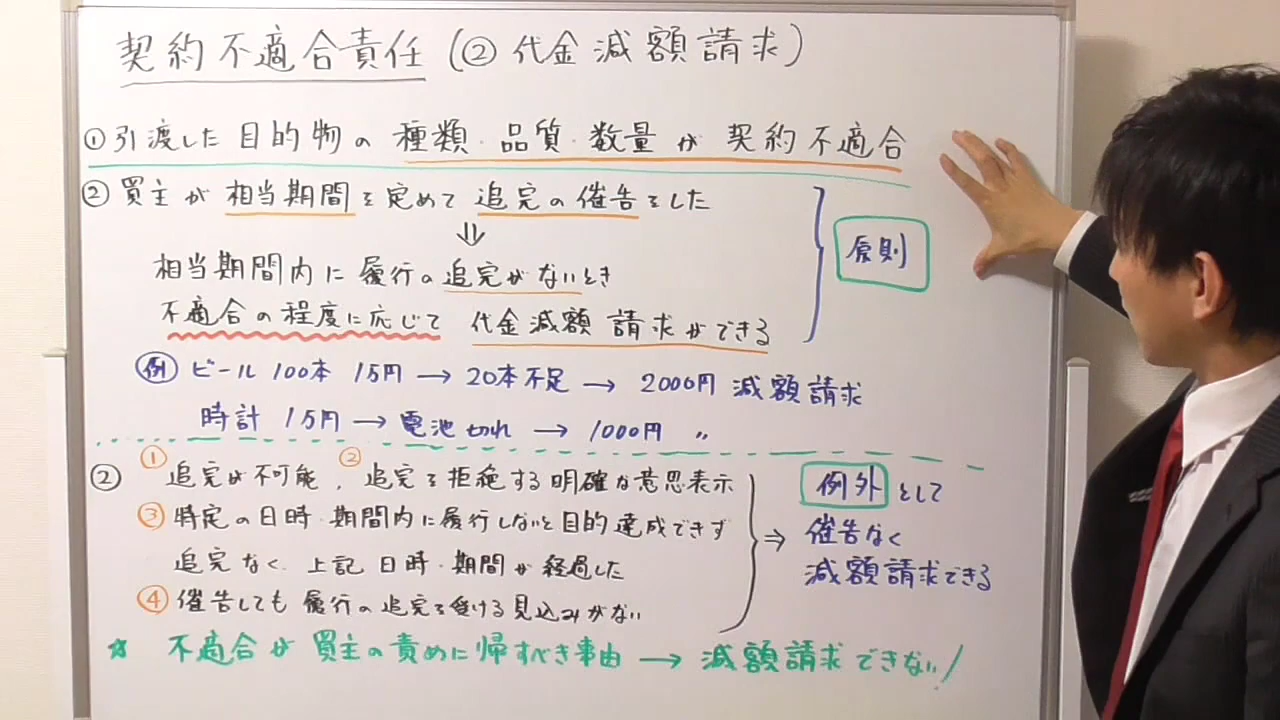 契約不適合責任(② 代金減額請求)
①引渡した目的物の種類・品質・数量が契約不適合
②買主が相当期間を定めて追完の催告をした
⇓
相当期間内に履行の追完がないとき
不適合の程度に応じて 代金減額請求ができる
原則
例 ビール100本 1万円→20本不足→2000円減額請求
時計 1万円→電池切れ→1000円 〃
② ①追完が不可能、②追完を拒絶する明確な意思表示
③特定の日時・期間内に履行しないと目的達成できず
追完なく、上記日時・期間が経過した
④催告しても履行の追完を受ける見込みがない
⇒ 例外として
催告なく
減額請求できる
☆ 不適合が買主の責めに帰すべき事由→減額請求できない!